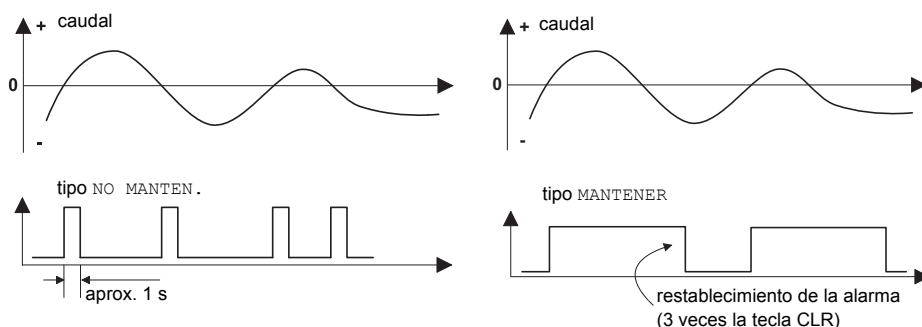 + caudal
0
-
tipo NO MANTEN.
aprox. 1 s
+ caudal
0
-
tipo MANTENER
restablecimiento de la alarma
(3 veces la tecla CLR)